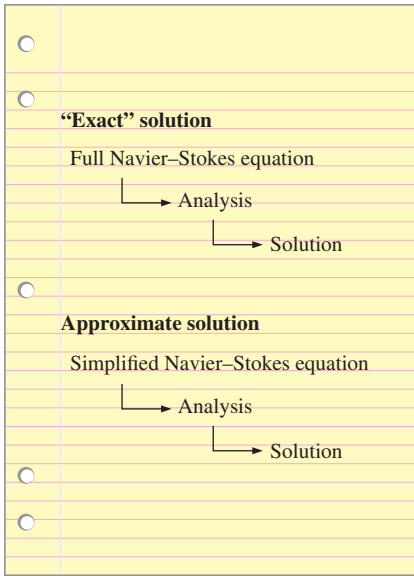 “Exact” solution
Full Navier–Stokes equation
Analysis
Solution
Approximate solution
Simplified Navier–Stokes equation
Analysis
Solution